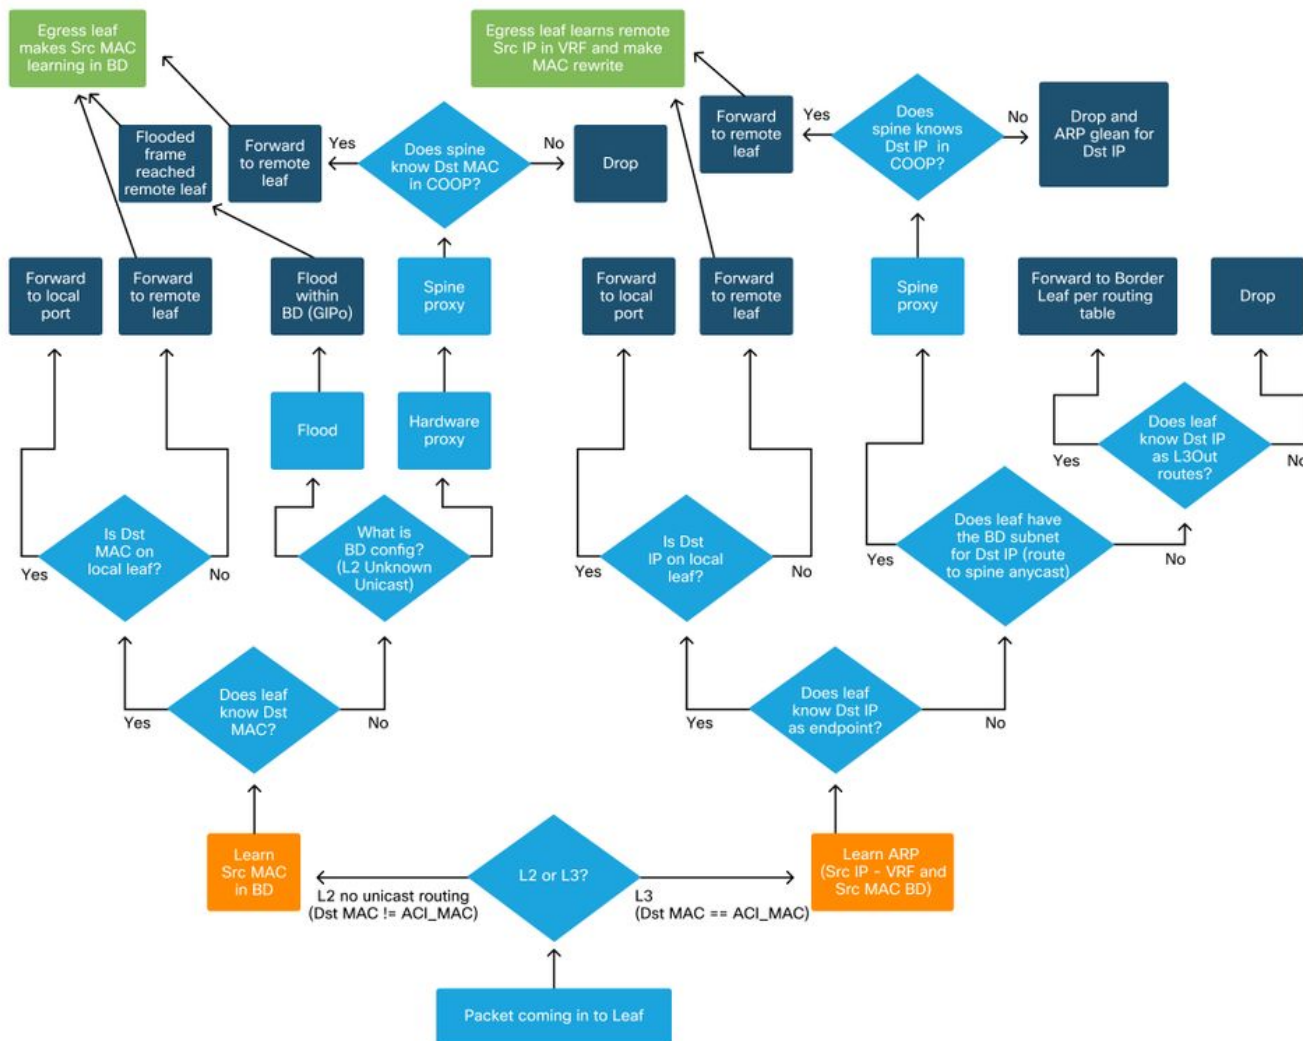 Egress leaf
makes Src MAC
learning in BD
Egress leaf learns remote
Src IP in VRF and make
MAC rewrite
Flooded
frame
reached
remote leaf
Forward
to remote
leaf
Yes
Does spine
know Dst MAC
in COOP?
No
Drop
Forward
to remote
leaf
Yes
Does
spine knows
Dst IP in
COOP?
No
Drop and
ARP glean for
Dst IP
Forward
to local
port
Forward
to remote
leaf
Flood
within
BD (GIPo)
Spine
proxy
Forward
to local
port
Forward
to remote
leaf
Spine
proxy
Forward to Border
Leaf per routing
table
Drop
Flood
Hardware
proxy
Does leaf
know Dst IP
as L3Out
routes?
Yes
No
Is Dst
MAC on
local leaf?
Yes
No
What is
BD config?
(L2 Unknown
Unicast)
Is Dst
IP on local
leaf?
Yes
No
Does leaf have
the BD subnet
for Dst IP (route
to spine anycast)
Yes
No
Does leaf
know Dst
MAC?
Yes
No
Does leaf
know Dst IP
as endpoint?
Yes
No
Learn
Src MAC
in BD
L2 or L3?
Learn ARP
(Src IP - VRF and
Src MAC BD)
L2 no unicast routing
(Dst MAC != ACI_MAC)
L3
(Dst MAC == ACI_MAC)
Packet coming in to Leaf